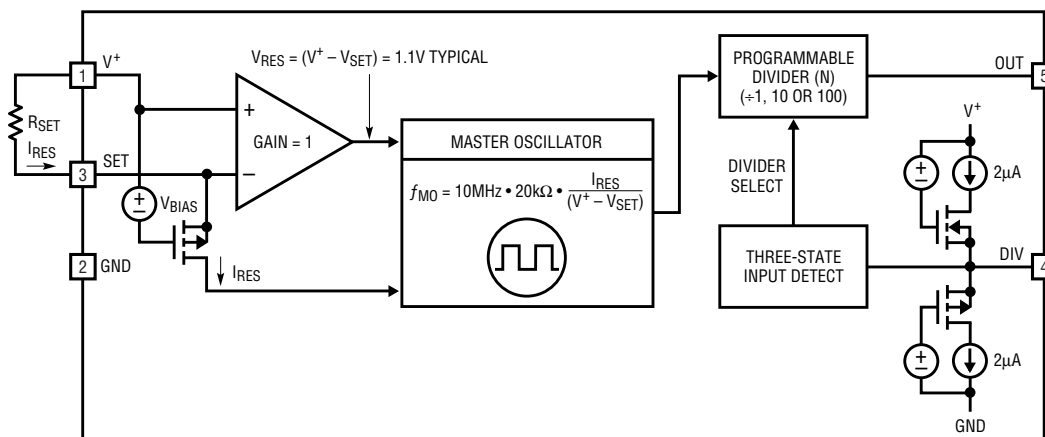 1
V⁺
RSET
IRES
3
SET
2
GND
VBIAS
+
−
+
−
GAIN = 1
IRES
VRES = (V⁺ – VSET) = 1.1V TYPICAL
MASTER OSCILLATOR
ƒMO = 10MHz • 20kΩ • IRES / (V⁺ – VSET)
PROGRAMMABLE
DIVIDER (N)
(÷1, 10 OR 100)
DIVIDER
SELECT
THREE-STATE
INPUT DETECT
OUT
5
V⁺
+
−
2µA
DIV
4
+
−
2µA
GND